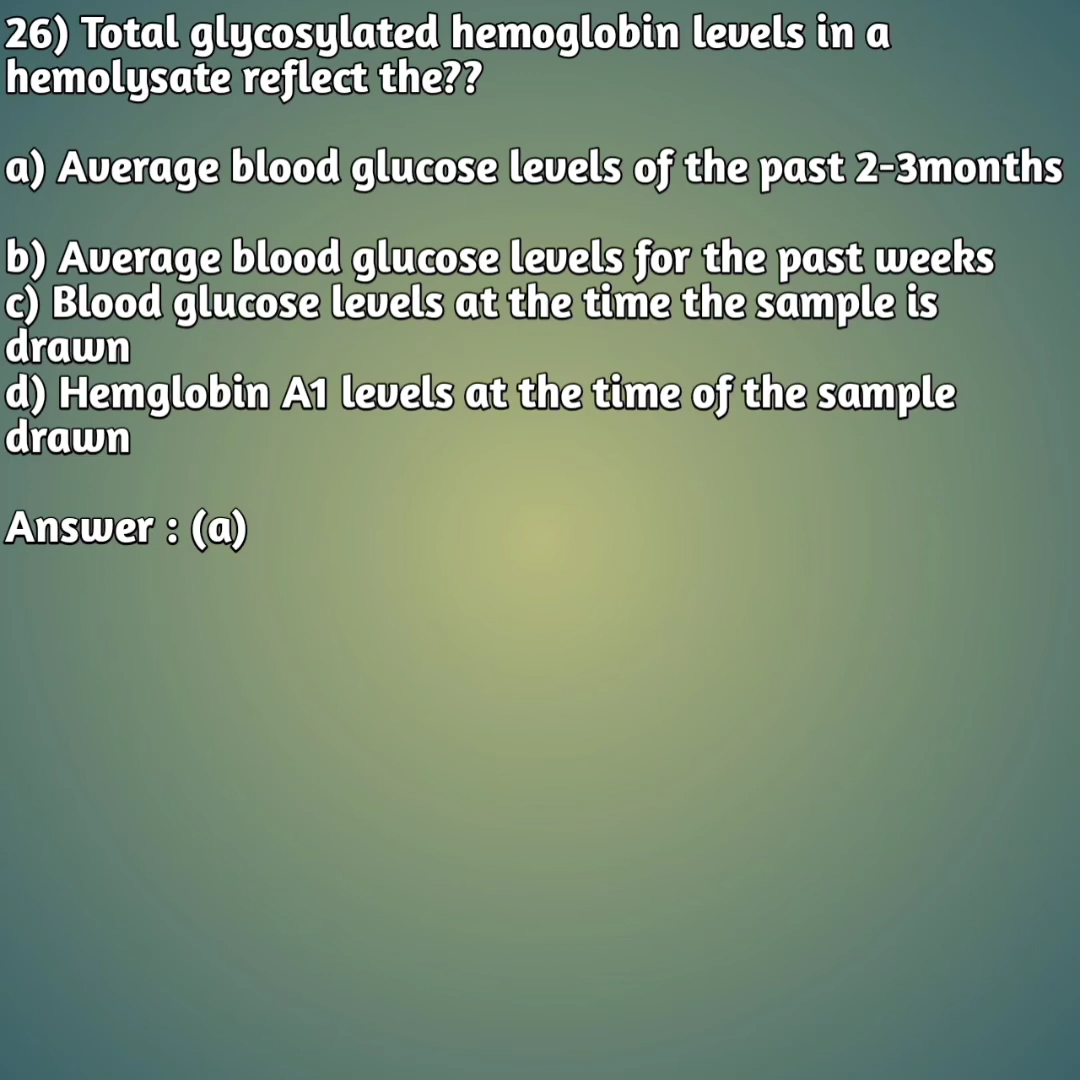 26) Total glycosylated hemoglobin levels in a
hemolysate reflect the??
a) Average blood glucose levels of the past 2-3months
b) Average blood glucose levels for the past weeks
c) Blood glucose levels at the time the sample is
drawn
d) Hemglobin A1 levels at the time of the sample
drawn
Answer : (a)